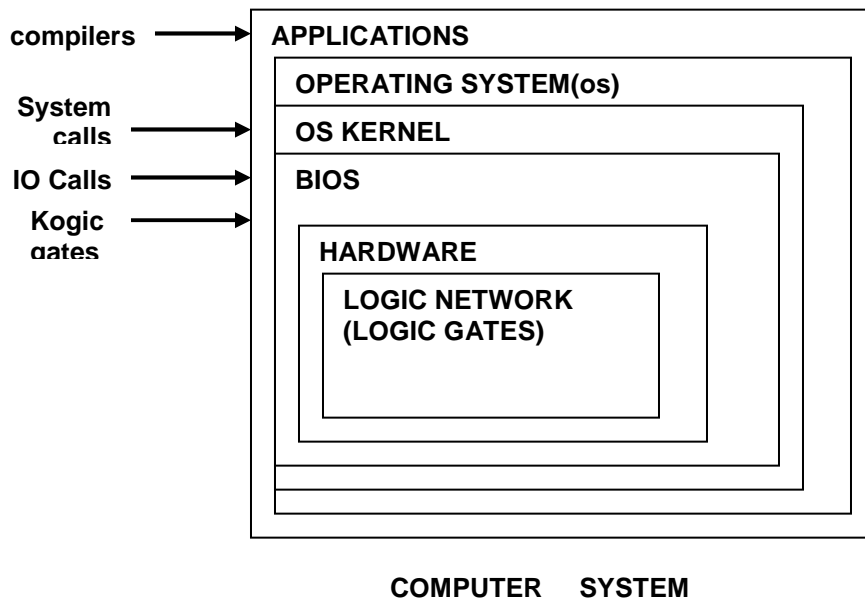 compilers
APPLICATIONS
OPERATING SYSTEM(os)
System
calls
OS KERNEL
IO Calls
BIOS
Kogic
gates
HARDWARE
LOGIC NETWORK
(LOGIC GATES)
COMPUTER SYSTEM